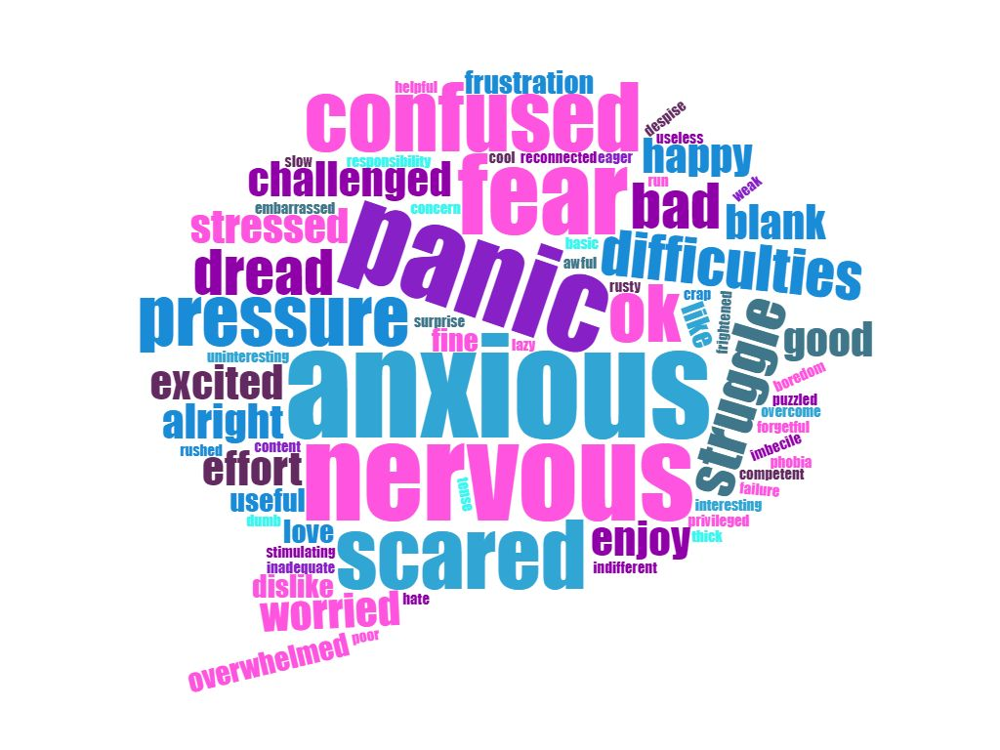 helpful
frustration
confused
despise
useless
slow
responsibility
cool
reconnected
eager
happy
challenged
fear
run
weak
embarrassed
concern
bad
stressed
panic
basic
blank
dread
awful
difficulties
rusty
crap
pressure
surprise
fine
lazy
ok
like
frightened
struggle
good
uninteresting
anxious
excited
boredom
puzzled
alright
overcome
forgetful
rushed
content
nervous
imbecile
phobia
effort
competent
tense
failure
useful
interesting
dumb
love
scared
enjoy
privileged
thick
stimulating
inadequate
indifferent
dislike
worried
hate
overwhelmed
poor